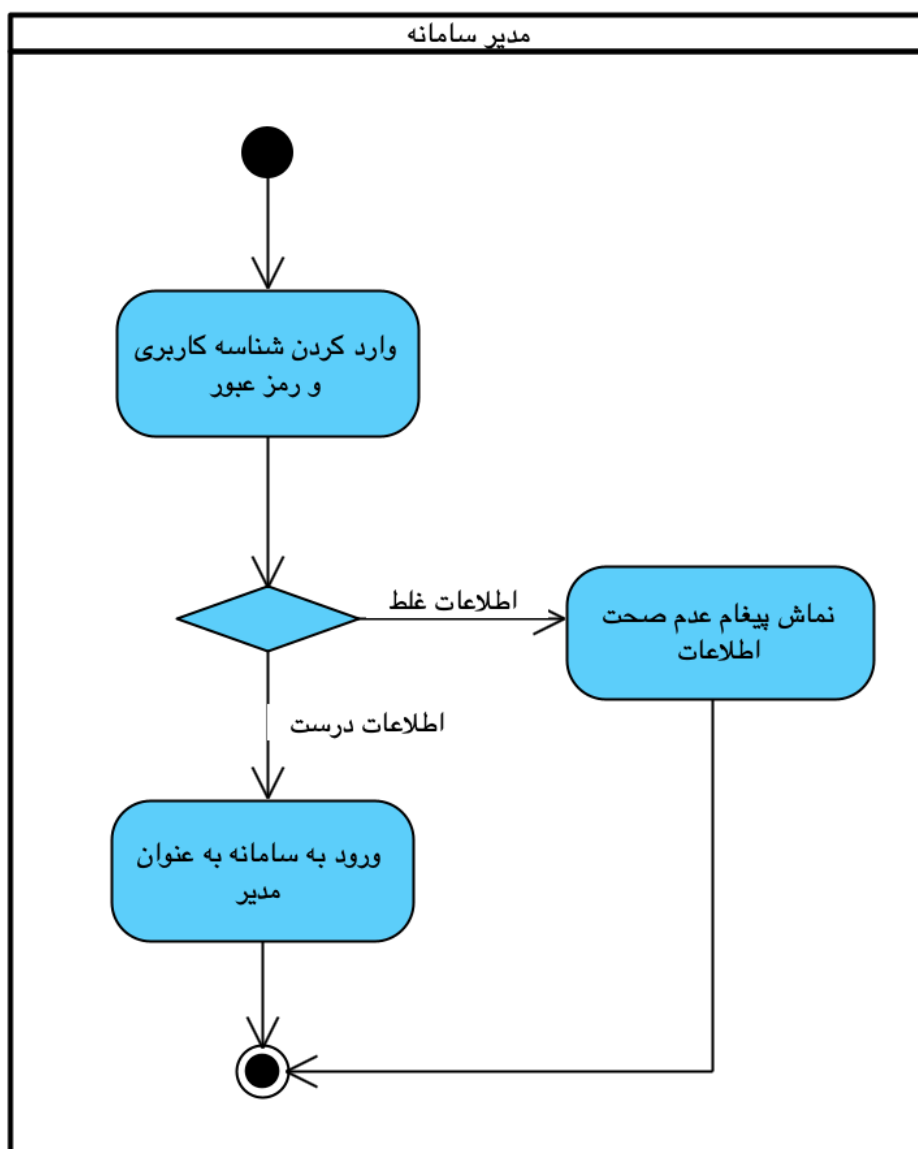 مدیر سامانه
وارد کردن شناسه کاربری
و رمز عبور
اطلاعات غلط
نماش پیغام عدم صحت
اطلاعات
اطلاعات درست
ورود به سامانه به عنوان
مدیر